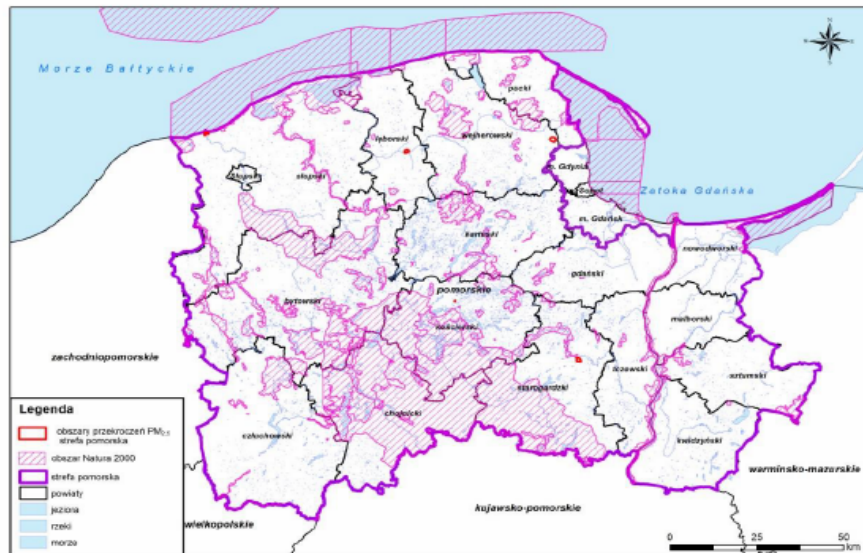 Morze Bałtyckie
pucki
lęborski
wejherowski
m. Gdynia
Słupsk
słupski
Sopot
Zatoka Gdańska
m. Gdańsk
kartuski
nowodworski
gdański
pomorskie
bytowski
malborski
kościerski
zachodniopomorskie
tczewski
sztumski
starogardzki
chojnicki
człuchowski
kwidzyński
warmińsko-mazorskie
kujawsko-pomorskie
wielkopolskie
Legenda
obszary przekroczeń PM2,5
strefa pomorska
obszar Natura 2000
strefa pomorska
powiaty
jeziora
rzeki
morze
0 25 50
km